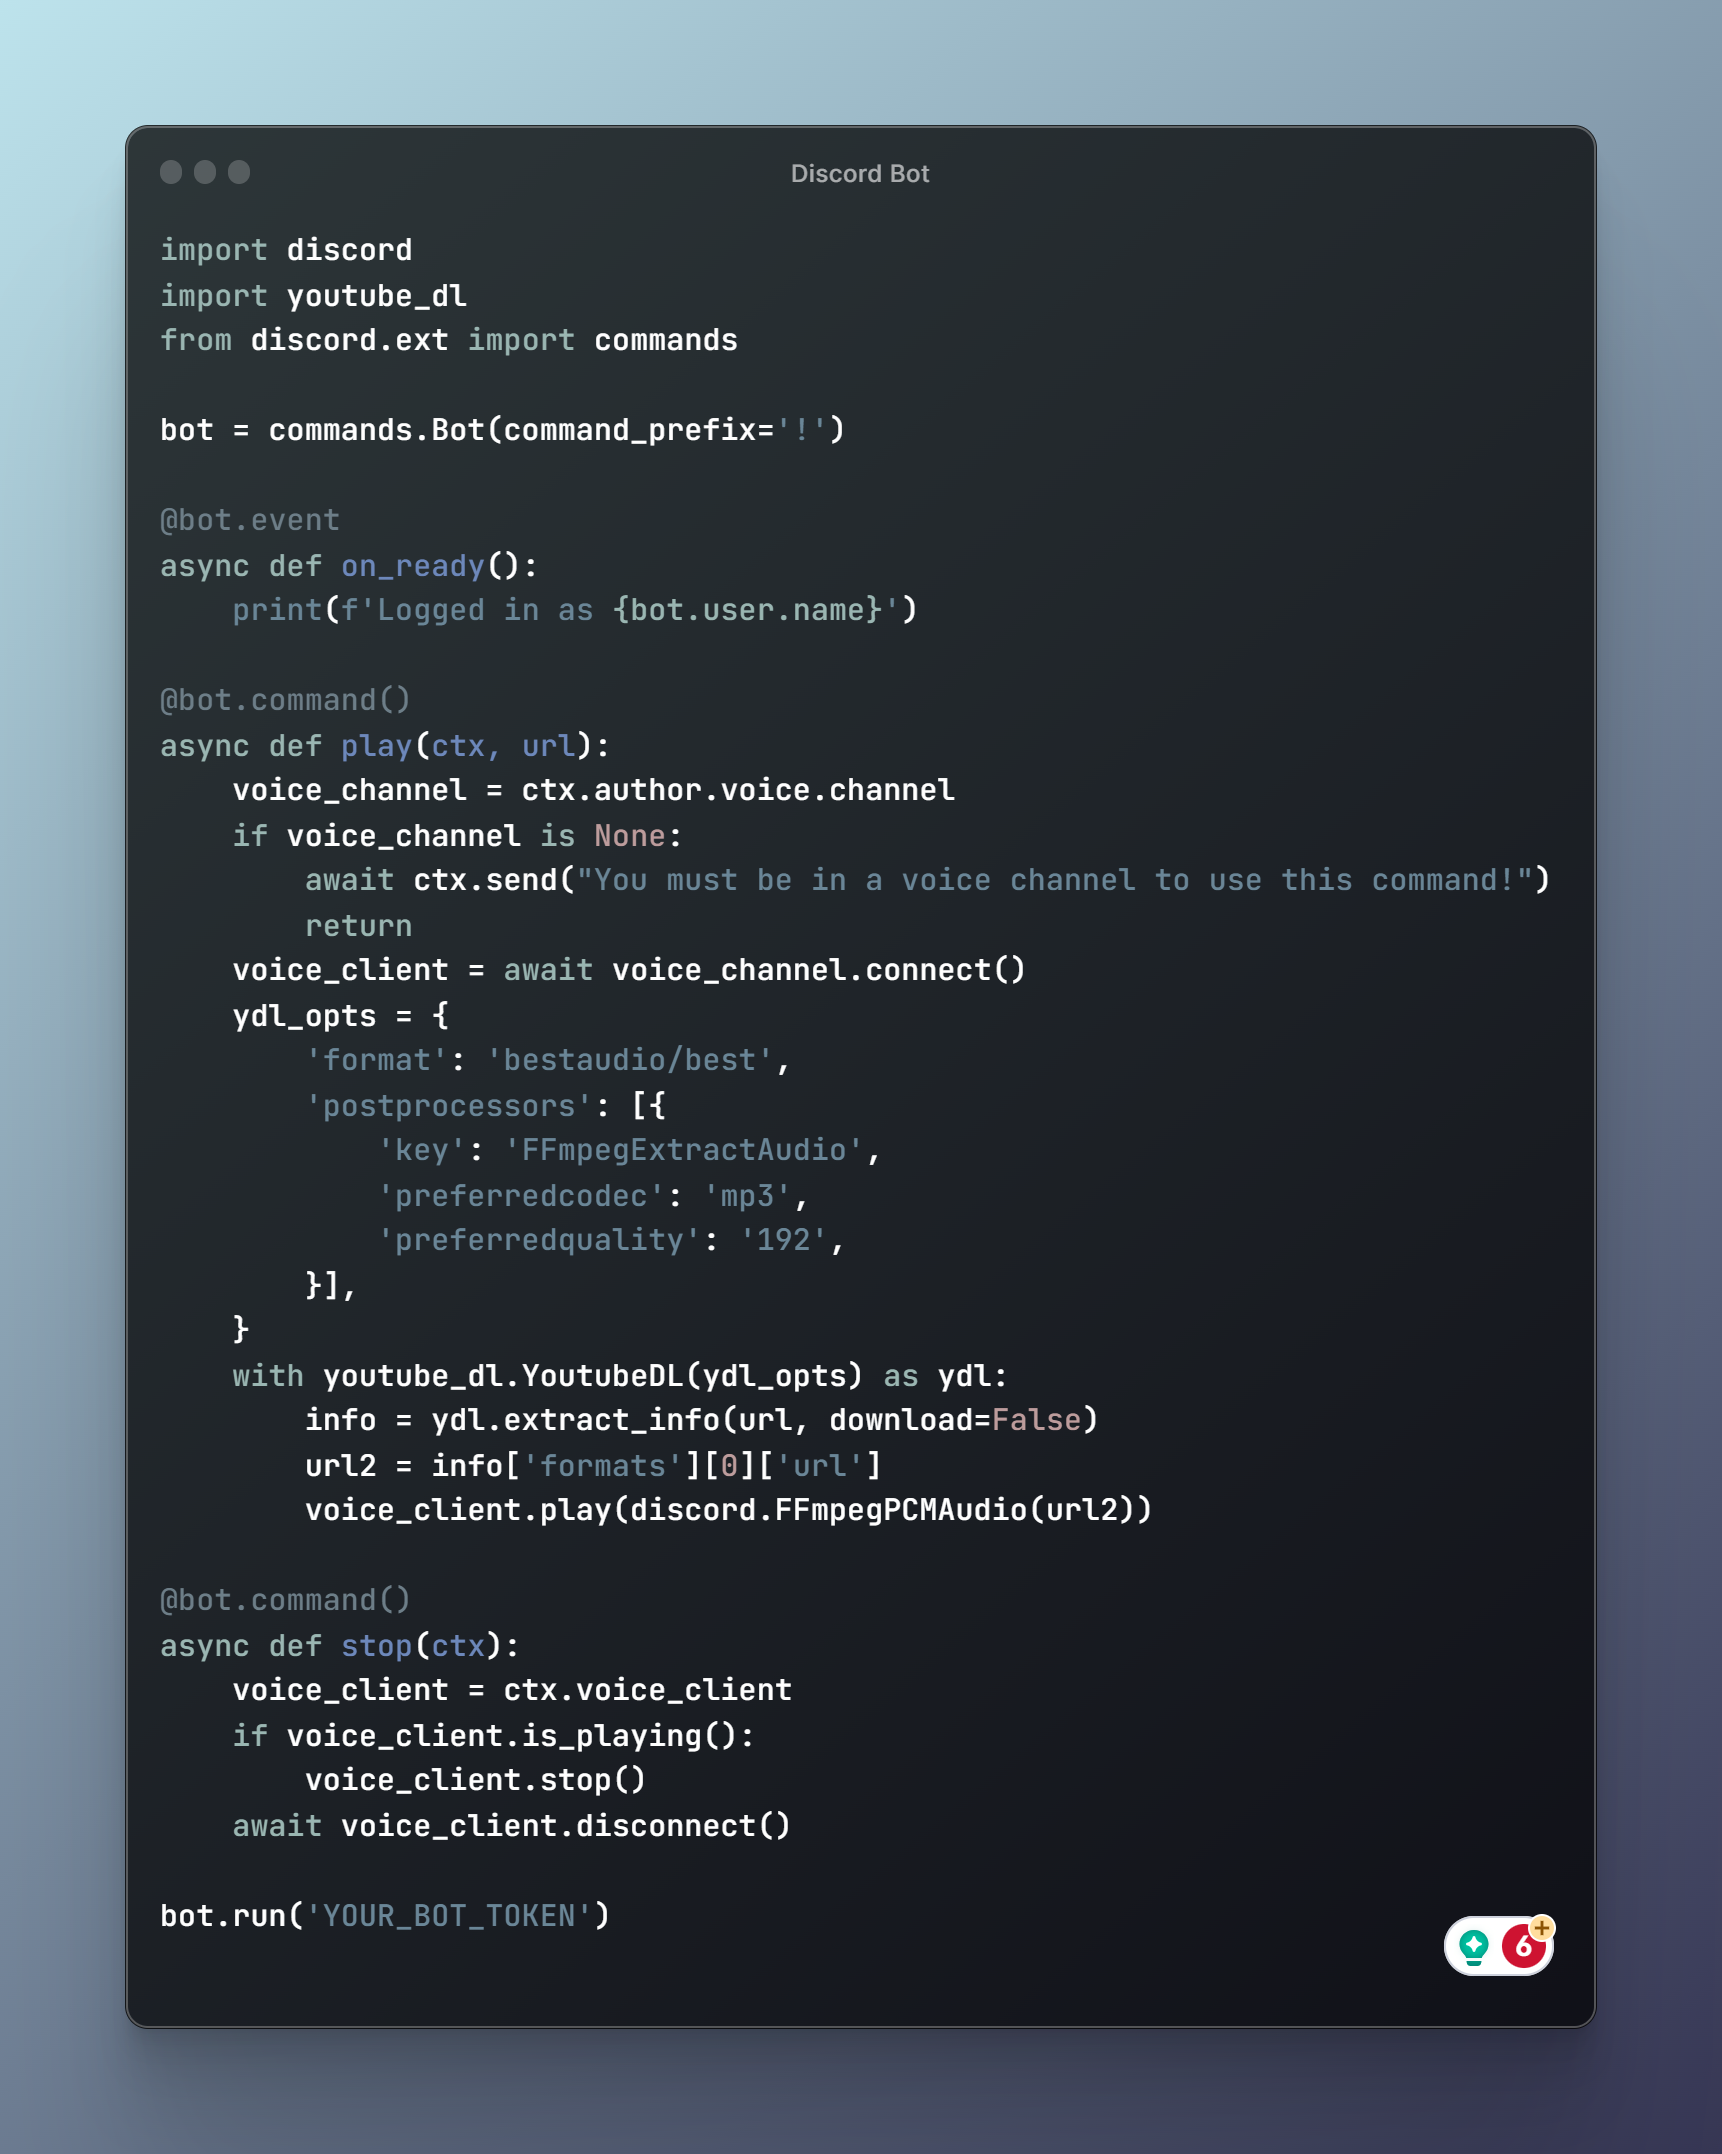 Discord Bot
import discord
import youtube_dl
from discord.ext import commands
bot = commands.Bot(command_prefix='!')
@bot.event
async def on_ready():
    print(f'Logged in as {bot.user.name}')
@bot.command()
async def play(ctx, url):
    voice_channel = ctx.author.voice.channel
    if voice_channel is None:
        await ctx.send("You must be in a voice channel to use this command!")
        return
    voice_client = await voice_channel.connect()
    ydl_opts = {
        'format': 'bestaudio/best',
        'postprocessors': [{
            'key': 'FFmpegExtractAudio',
            'preferredcodec': 'mp3',
            'preferredquality': '192',
        }],
    }
    with youtube_dl.YoutubeDL(ydl_opts) as ydl:
        info = ydl.extract_info(url, download=False)
        url2 = info['formats'][0]['url']
        voice_client.play(discord.FFmpegPCMAudio(url2))
@bot.command()
async def stop(ctx):
    voice_client = ctx.voice_client
    if voice_client.is_playing():
        voice_client.stop()
    await voice_client.disconnect()
bot.run('YOUR_BOT_TOKEN')
6
+